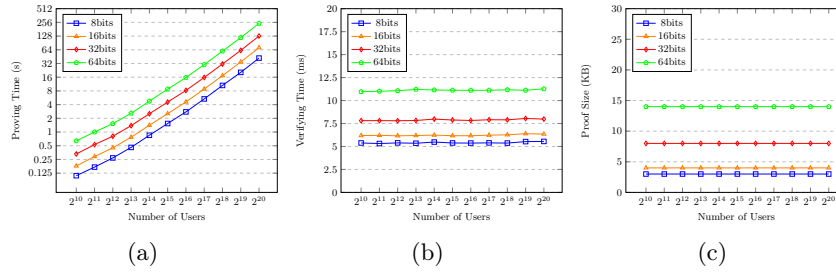 512
256
128
64
32
16
8
4
2
1
0.5
0.25
0.125
Proving Time (s)
8bits
16bits
32bits
64bits
2^10 2^11 2^12 2^13 2^14 2^15 2^16 2^17 2^18 2^19 2^20
Number of Users
(a)
20
17.5
15
12.5
10
7.5
5
2.5
0
Verifying Time (ms)
8bits
16bits
32bits
64bits
2^10 2^11 2^12 2^13 2^14 2^15 2^16 2^17 2^18 2^19 2^20
Number of Users
(b)
30
25
20
15
10
5
0
Proof Size (KB)
8bits
16bits
32bits
64bits
2^10 2^11 2^12 2^13 2^14 2^15 2^16 2^17 2^18 2^19 2^20
Number of Users
(c)